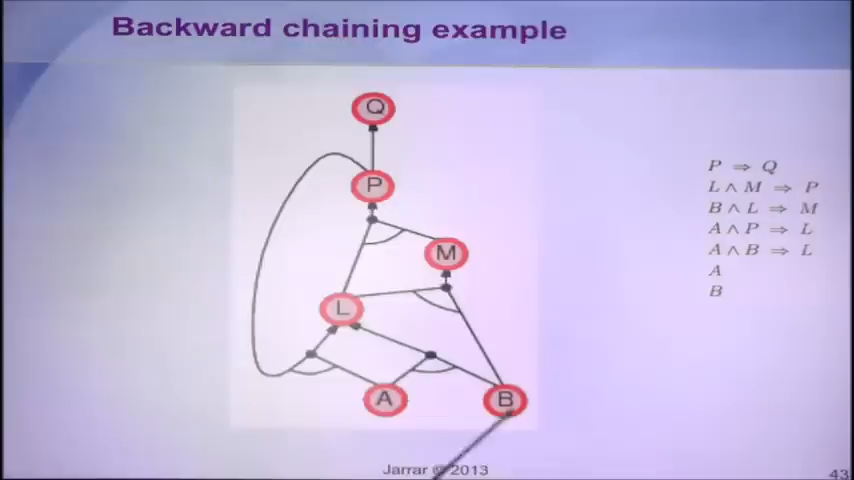 Backward chaining example
Q
P
M
L
A
B
P ⇒ Q
L ∧ M ⇒ P
B ∧ L ⇒ M
A ∧ P ⇒ L
A ∧ B ⇒ L
A
B
Jarrar © 2013
43